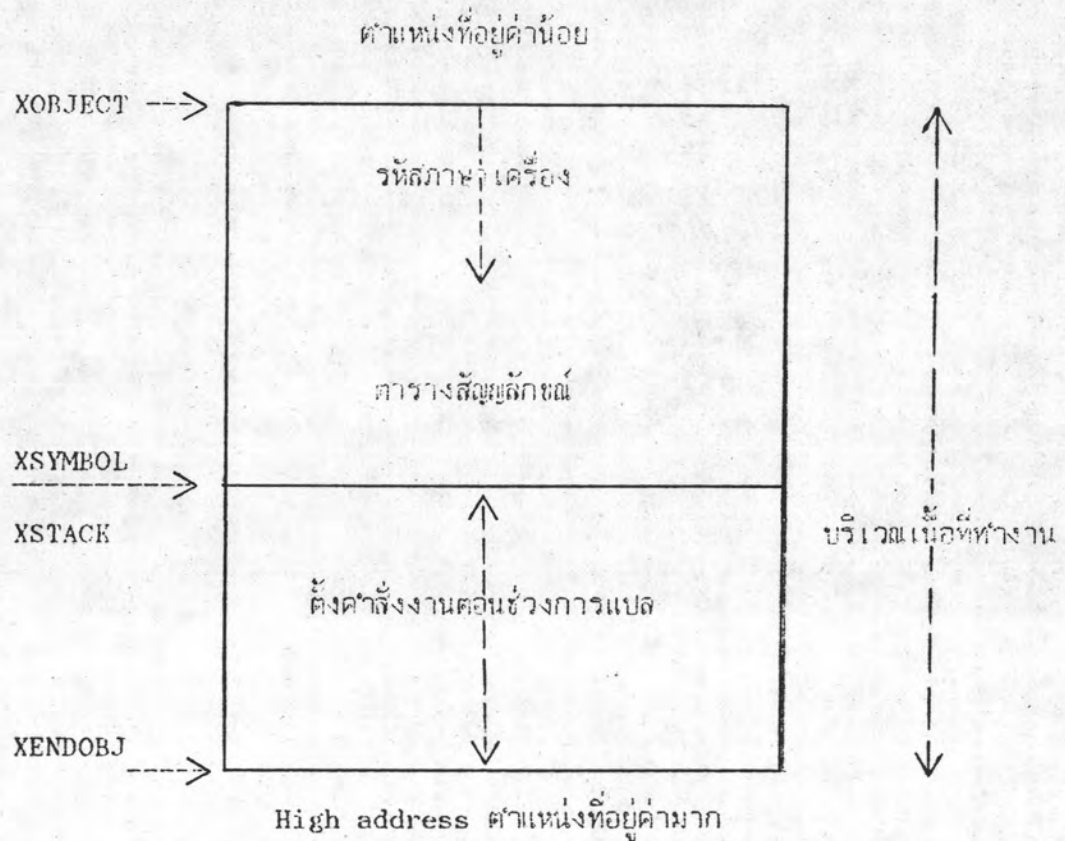 ตำแหน่งที่อยู่ค่าน้อย
XOBJECT
รหัสภาษาเครื่อง
ตารางสัญญลักขณ์
XSYMBOL
XSTACK
บริเวณเนื้อที่ทำงาน
ตั้งคำสั่งงานตอนช่วงการแปล
XENDOBJ
High address ตำแหน่งที่อยู่ค่ามาก